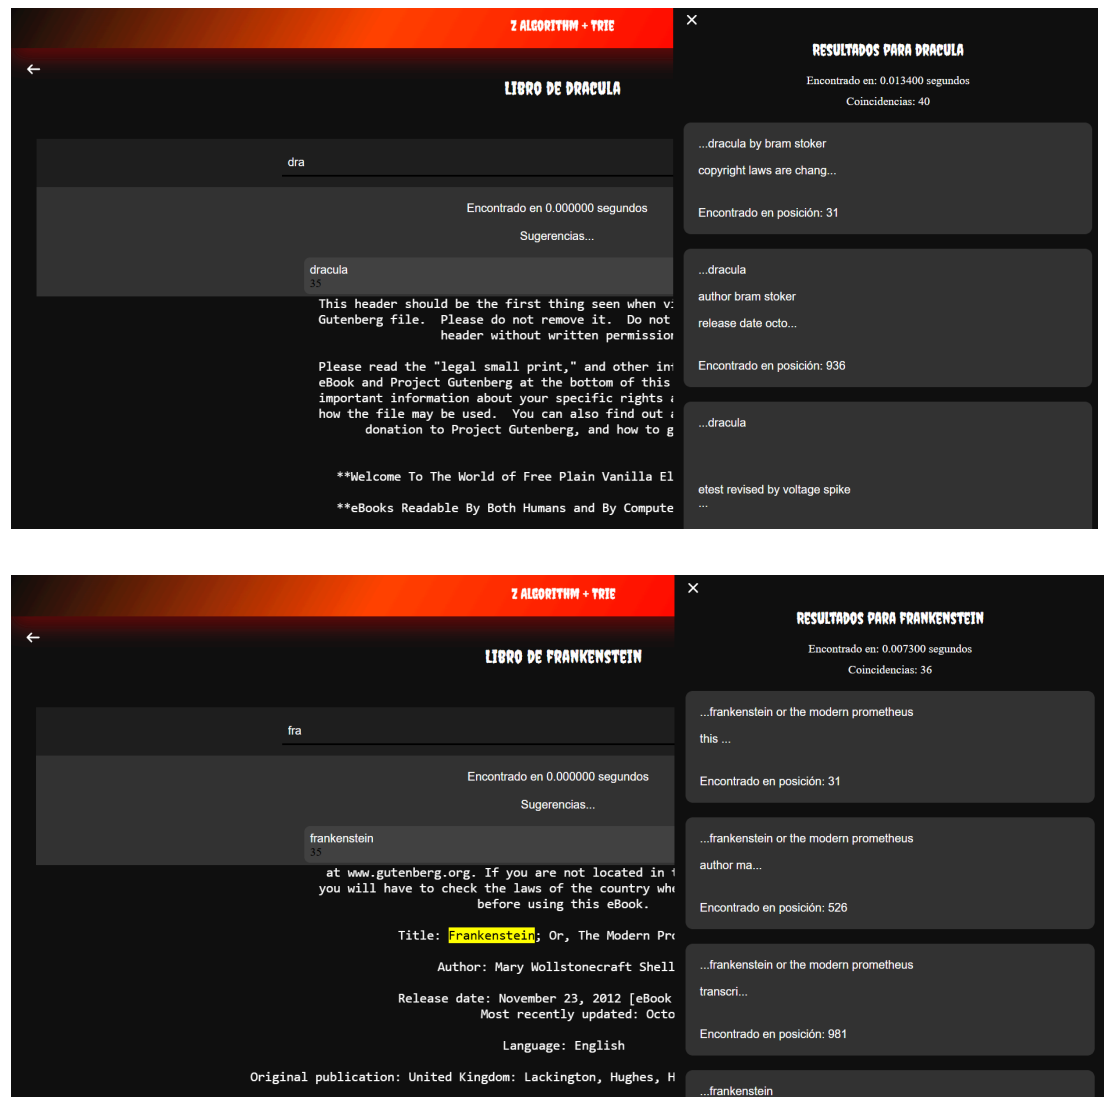 Z ALGORITHM + TRIE
LIBRO DE DRACULA
dra
Encontrado en 0.000000 segundos
Sugerencias...
dracula
35
This header should be the first thing seen when
Gutenberg file.  Please do not remove it.  Do not
header without written
Please read the "legal small print," and other
eBook and Project Gutenberg at the bottom of this
important information about your specific rights
how the file may be used.  You can also find out
donation to Project Gutenberg, and how to
**Welcome To The World of Free Plain Vanilla
**eBooks Readable By Both Humans and By
RESULTADOS PARA DRACULA
Encontrado en: 0.013400 segundos
Coincidencias: 40
...dracula by bram stoker
copyright laws are chang...
Encontrado en posición: 31
...dracula
author bram stoker
release date octo...
Encontrado en posición: 936
...dracula
etest revised by voltage spike
...
Z ALGORITHM + TRIE
LIBRO DE FRANKENSTEIN
fra
Encontrado en 0.000000 segundos
Sugerencias...
frankenstein
35
at www.gutenberg.org. If you are not located in
you will have to check the laws of the country
before using this eBook.
Title: Frankenstein; Or, The Modern
Author: Mary Wollstonecraft
Release date: November 23, 2012 [eBook
Most recently updated:
Language: English
Original publication: United Kingdom: Lackington, Hughes,
RESULTADOS PARA FRANKENSTEIN
Encontrado en: 0.007300 segundos
Coincidencias: 36
...frankenstein or the modern prometheus
this ...
Encontrado en posición: 31
...frankenstein or the modern prometheus
author ma...
Encontrado en posición: 526
...frankenstein or the modern prometheus
transcri...
Encontrado en posición: 981
...frankenstein